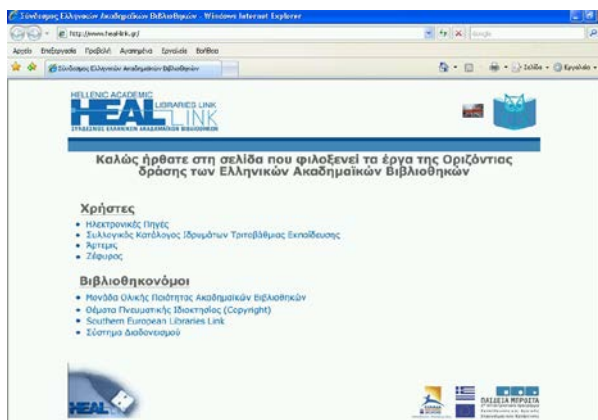 Σύνδεσμος Ελληνικών Ακαδημαϊκών Βιβλιοθηκών - Windows Internet Explorer
http://www.heal-link.gr/
Google
Αρχείο Επεξεργασία Προβολή Αγαπημένα Εργαλεία Βοήθεια
Σύνδεσμος Ελληνικών Ακαδημαϊκών Βιβλιοθηκών
Σελίδα Εργαλεία
HELLENIC ACADEMIC
HEAL LIBRARIES LINK
LINK
ΣΥΝΔΕΣΜΟΣ ΕΛΛΗΝΙΚΩΝ ΑΚΑΔΗΜΑΪΚΩΝ ΒΙΒΛΙΟΘΗΚΩΝ
Καλώς ήρθατε στη σελίδα που φιλοξενεί τα έργα της Οριζόντιας
δράσης των Ελληνικών Ακαδημαϊκών Βιβλιοθηκών
Χρήστες
Ηλεκτρονικές Πηγές
Συλλογικός Κατάλογος Ιδρυμάτων Τριτοβάθμιας Εκπαίδευσης
Άρτεμις
Ζέφυρος
Βιβλιοθηκονόμοι
Μονάδα Ολικής Ποιότητας Ακαδημαϊκών Βιβλιοθηκών
Θέματα Πνευματικής Ιδιοκτησίας (Copyright)
Southern European Libraries Link
Σύστημα Διαδανεισμού
HEAL
ΠΑΙΔΕΙΑ ΜΠΡΟΣΤΑ